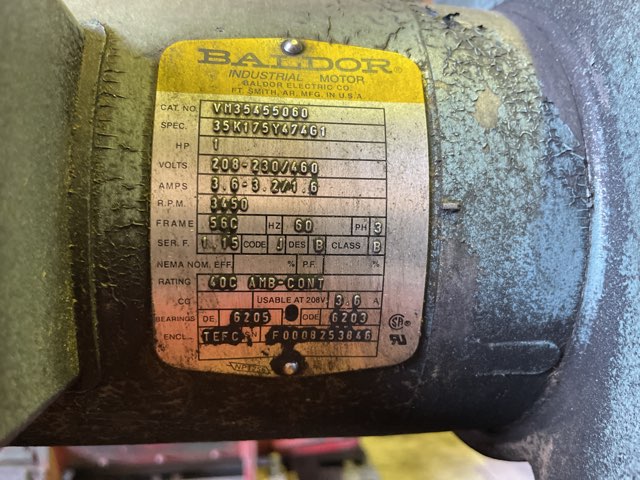 BALDOR®
INDUSTRIAL MOTOR
BALDOR ELECTRIC CO.
FT. SMITH, AR. MFG. IN U.S.A.
CAT. NO. VM35455060
SPEC. 35K175Y474G1
HP 1
VOLTS 208-230/460
AMPS 3.6-3.2/1.6
R.P.M. 3450
FRAME 56C HZ 60 PH 3
SER. F. 1.15 CODE J DES B CLASS B
NEMA NOM. EFF. % P.F. %
RATING 40C AMB-CONT
CC USABLE AT 208V 3.6 A
BEARINGS DE. 6205 ODE 6203
ENCL. TEFC SN F0008253846